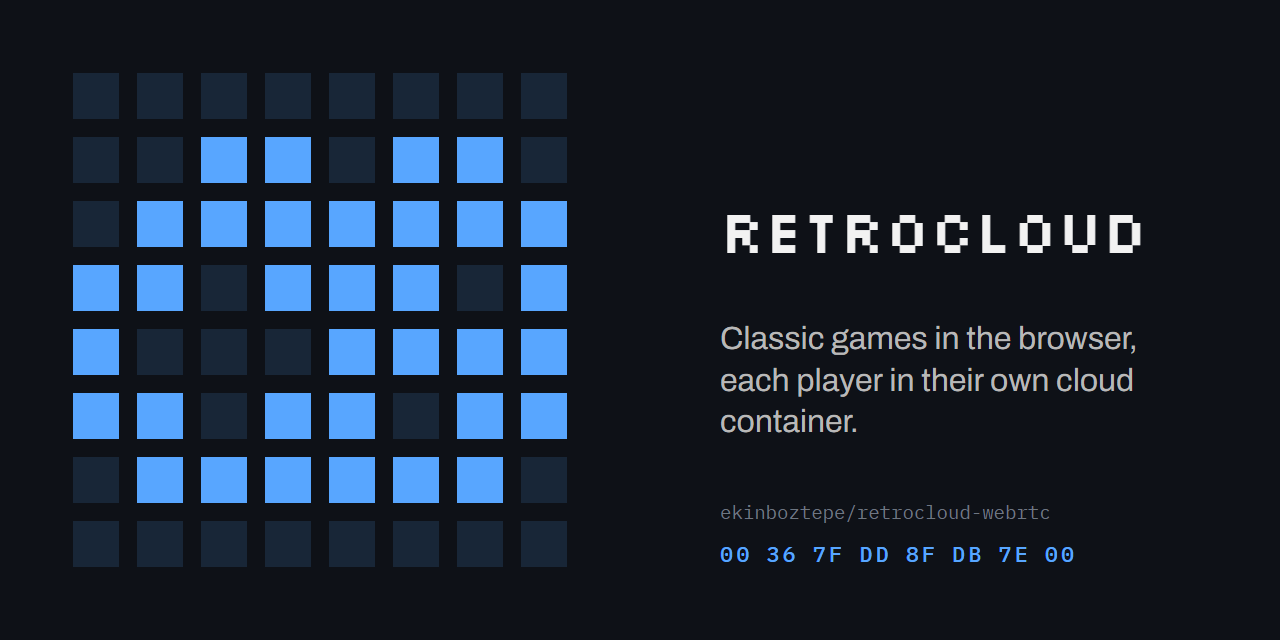 RETROCLOUD
Classic games in the browser,
each player in their own cloud
container.
ekinboztepe/retrocloud-webrtc
00 36 7F DD 8F DB 7E 00